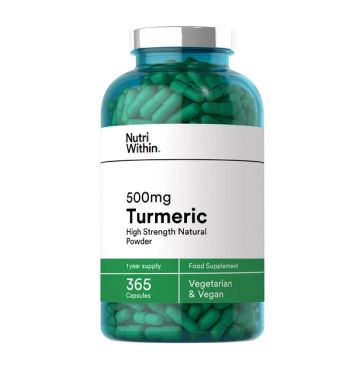 Nutri
Within.
500mg
Turmeric
High Strength Natural
Powder
1 year supply
Food Supplement
365
Capsules
Vegetarian
& Vegan